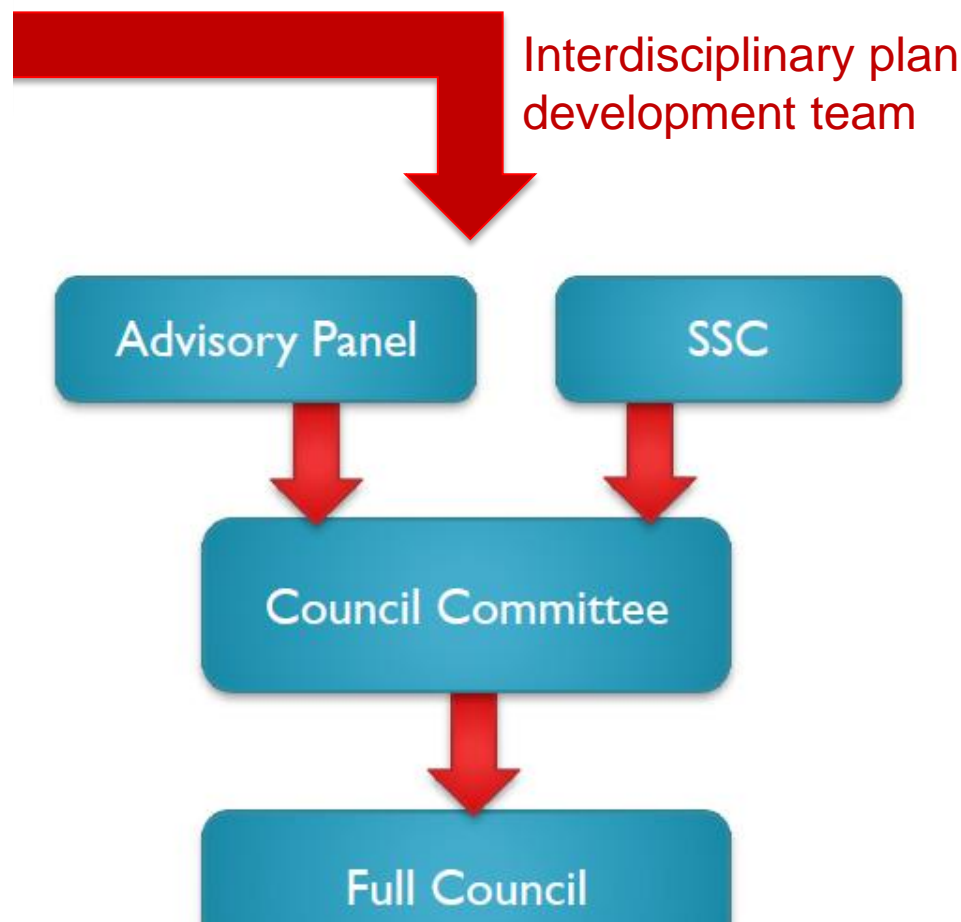 Interdisciplinary plan
development team
Advisory Panel
SSC
Council Committee
Full Council